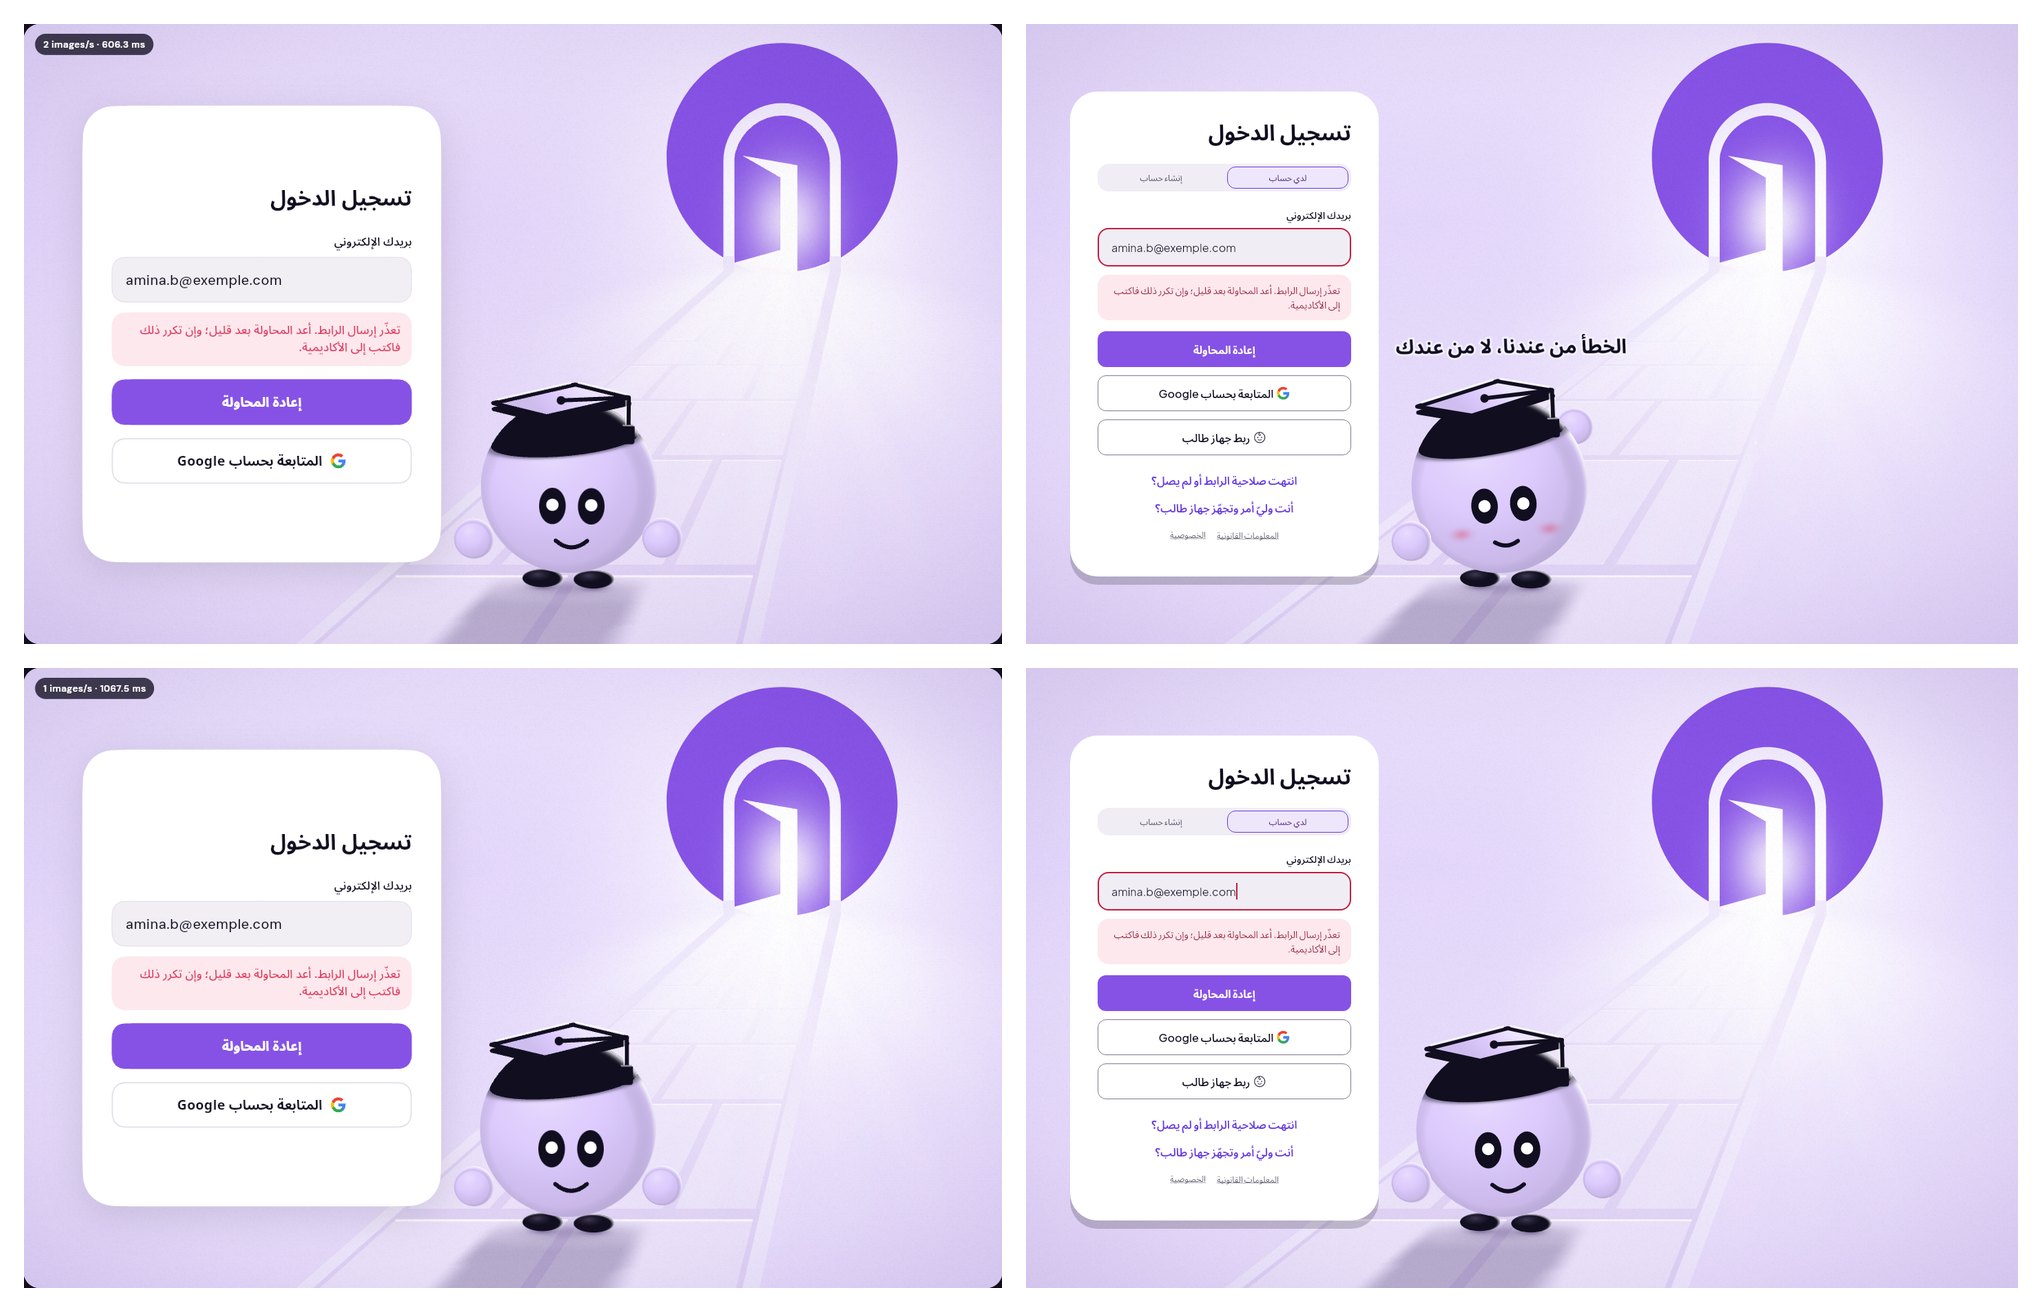 2 images/s · 606.3 ms
تسجيل الدخول
بريدك الإلكتروني
amina.b@exemple.com
تعذّر إرسال الرابط. أعد المحاولة بعد قليل؛ وإن تكرر ذلك
فاكتب إلى الأكاديمية.
إعادة المحاولة
المتابعة بحساب Google
تسجيل الدخول
لدي حساب
إنشاء حساب
بريدك الإلكتروني
amina.b@exemple.com
تعذّر إرسال الرابط. أعد المحاولة بعد قليل؛ وإن تكرر ذلك فاكتب
إلى الأكاديمية.
إعادة المحاولة
المتابعة بحساب Google
ربط جهاز طالب
انتهت صلاحية الرابط أو لم يصل؟
أنت وليّ أمر وتجهّز جهاز طالب؟
المعلومات القانونية
الخصوصية
الخطأ من عندنا، لا من عندك
1 images/s · 1067.5 ms
تسجيل الدخول
بريدك الإلكتروني
amina.b@exemple.com
تعذّر إرسال الرابط. أعد المحاولة بعد قليل؛ وإن تكرر ذلك
فاكتب إلى الأكاديمية.
إعادة المحاولة
المتابعة بحساب Google
تسجيل الدخول
لدي حساب
إنشاء حساب
بريدك الإلكتروني
amina.b@exemple.com
تعذّر إرسال الرابط. أعد المحاولة بعد قليل؛ وإن تكرر ذلك فاكتب
إلى الأكاديمية.
إعادة المحاولة
المتابعة بحساب Google
ربط جهاز طالب
انتهت صلاحية الرابط أو لم يصل؟
أنت وليّ أمر وتجهّز جهاز طالب؟
المعلومات القانونية
الخصوصية